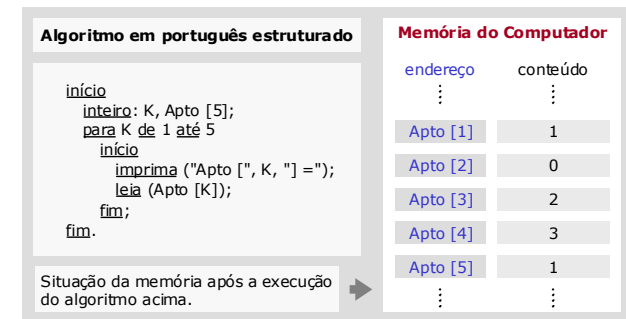 Algoritmo em português estruturado
início
inteiro: K, Apto [5];
para K de 1 até 5
início
imprima ("Apto [", K, "] =");
leia (Apto [K]);
fim;
fim.
Situação da memória após a execução
do algoritmo acima.
Memória do Computador
endereço conteúdo
⋮ ⋮
Apto [1] 1
Apto [2] 0
Apto [3] 2
Apto [4] 3
Apto [5] 1
⋮ ⋮